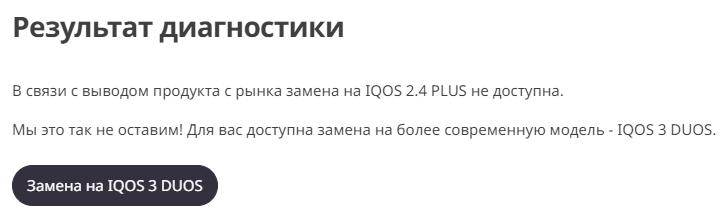 Результат диагностики
В связи с выводом продукта с рынка замена на IQOS 2.4 PLUS не доступна.
Мы это так не оставим! Для вас доступна замена на более современную модель - IQOS 3 DUOS.
Замена на IQOS 3 DUOS